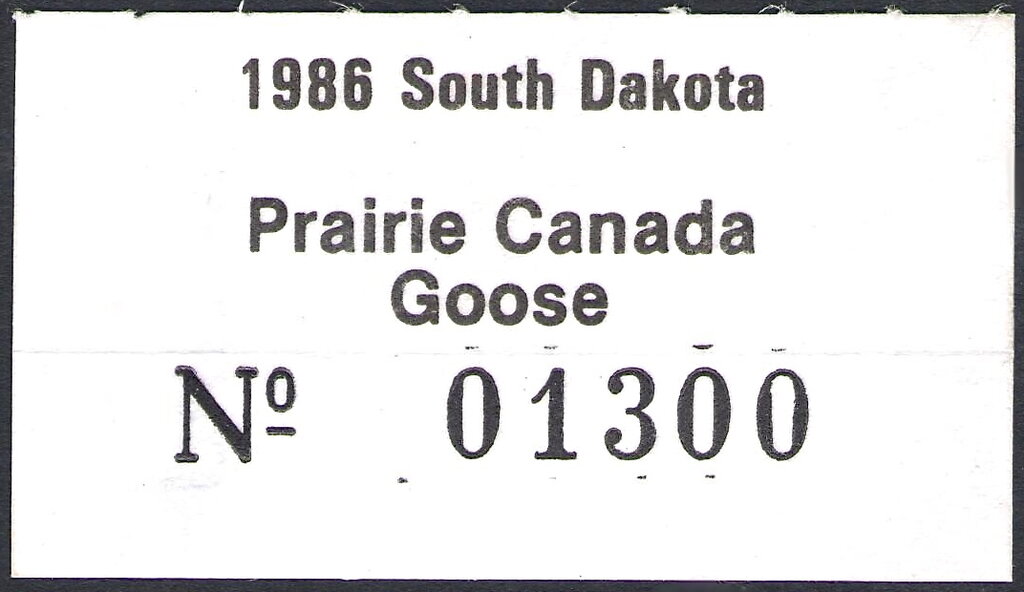 1986 South Dakota
Prairie Canada
Goose
Nº 01300